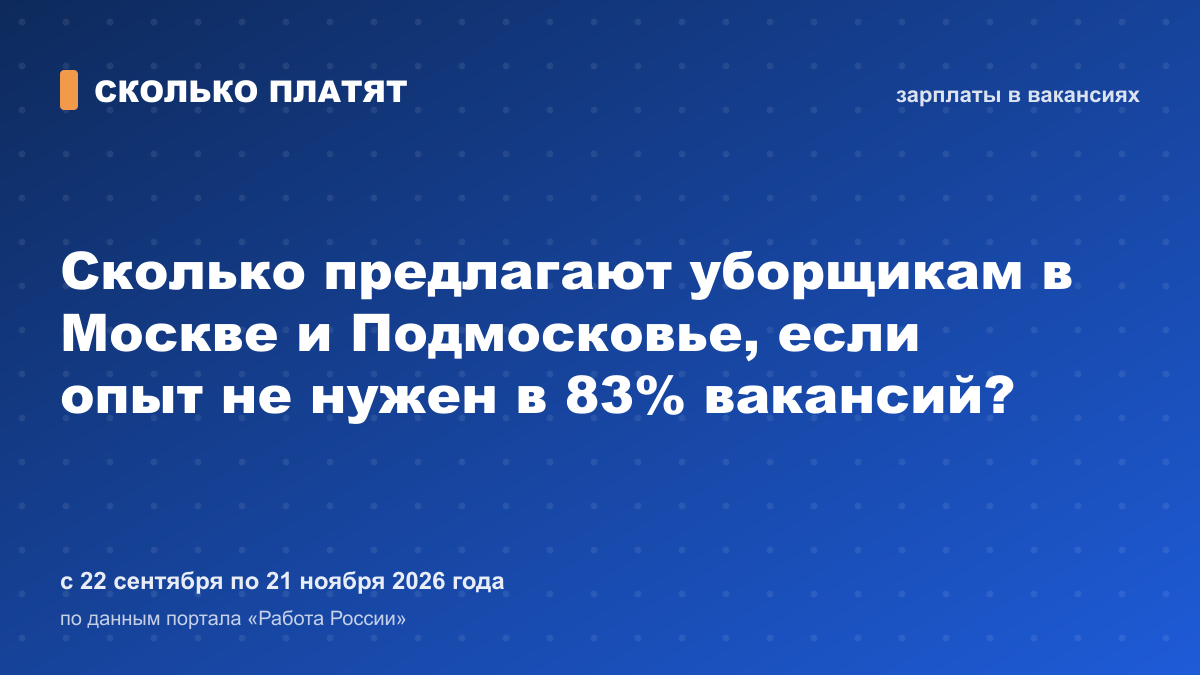 СКОЛЬКО ПЛАТЯТ
зарплаты в вакансиях
Сколько предлагают уборщикам в
Москве и Подмосковье, если
опыт не нужен в 83% вакансий?
с 22 сентября по 21 ноября 2026 года
по данным портала «Работа России»